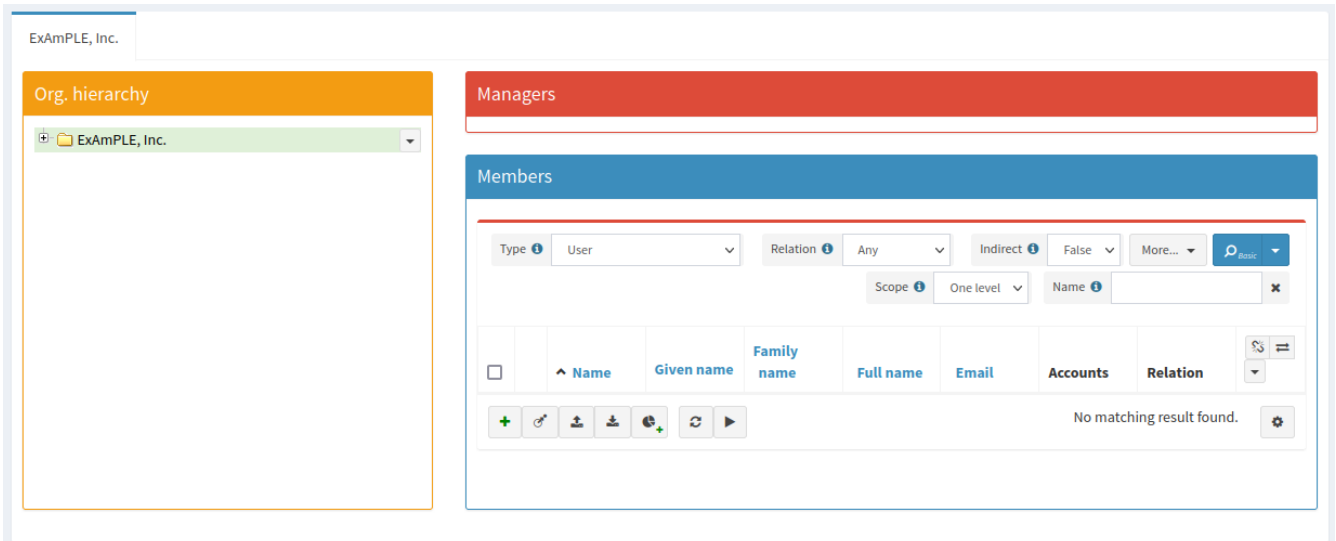 ExAmPLE, Inc.
Org. hierarchy
ExAmPLE, Inc.
Managers
Members
Type User Relation Any Indirect False More... Basic
Scope One level Name
Name Given name Family name Full name Email Accounts Relation
No matching result found.